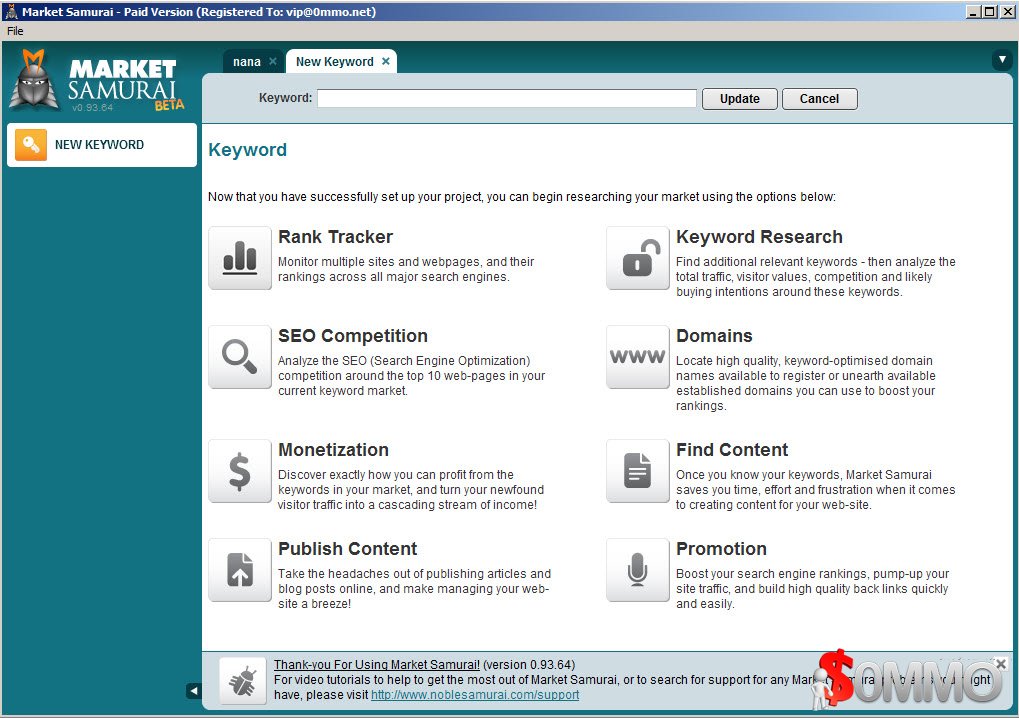 Market Samurai - Paid Version (Registered To: vip@0mmo.net)
File
MARKET
SAMURAI
v0.93.64
BETA
nana
New Keyword
Keyword:
Update
Cancel
NEW KEYWORD
Keyword
Now that you have successfully set up your project, you can begin researching your market using the options below:
Rank Tracker
Monitor multiple sites and webpages, and their
rankings across all major search engines.
Keyword Research
Find additional relevant keywords - then analyze the
total traffic, visitor values, competition and likely
buying intentions around these keywords.
SEO Competition
Analyze the SEO (Search Engine Optimization)
competition around the top 10 web-pages in your
current keyword market.
WWW
Domains
Locate high quality, keyword-optimised domain
names available to register or unearth available
established domains you can use to boost your
rankings.
$
Monetization
Discover exactly how you can profit from the
keywords in your market, and turn your newfound
visitor traffic into a cascading stream of income!
Find Content
Once you know your keywords, Market Samurai
saves you time, effort and frustration when it comes
to creating content for your web-site.
Publish Content
Take the headaches out of publishing articles and
blog posts online, and make managing your web-
site a breeze!
Promotion
Boost your search engine rankings, pump-up your
site traffic, and build high quality back links quickly
and easily.
Thank-you For Using Market Samurai! (version 0.93.64)
For video tutorials to help to get the most out of Market Samurai, or to search for support for any
have, please visit http://www.noblesamurai.com/support
$0MMO